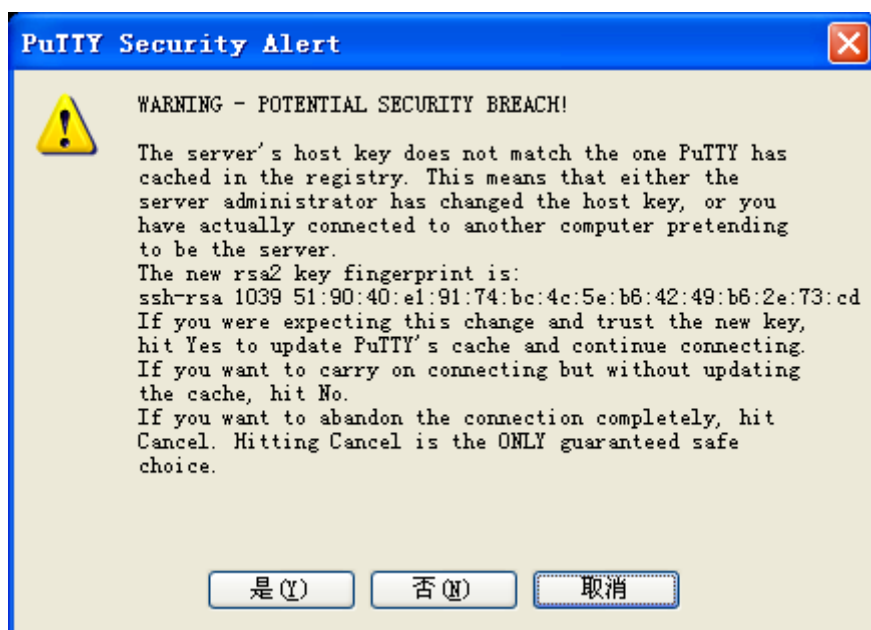 PuTTY Security Alert
WARNING - POTENTIAL SECURITY BREACH!
The server's host key does not match the one PuTTY has
cached in the registry. This means that either the
server administrator has changed the host key, or you
have actually connected to another computer pretending
to be the server.
The new rsa2 key fingerprint is:
ssh-rsa 1039 51:90:40:e1:91:74:bc:4c:5e:b6:42:49:b6:2e:73:cd
If you were expecting this change and trust the new key,
hit Yes to update PuTTY's cache and continue connecting.
If you want to carry on connecting but without updating
the cache, hit No.
If you want to abandon the connection completely, hit
Cancel. Hitting Cancel is the ONLY guaranteed safe
choice.
是(Y) 否(N) 取消